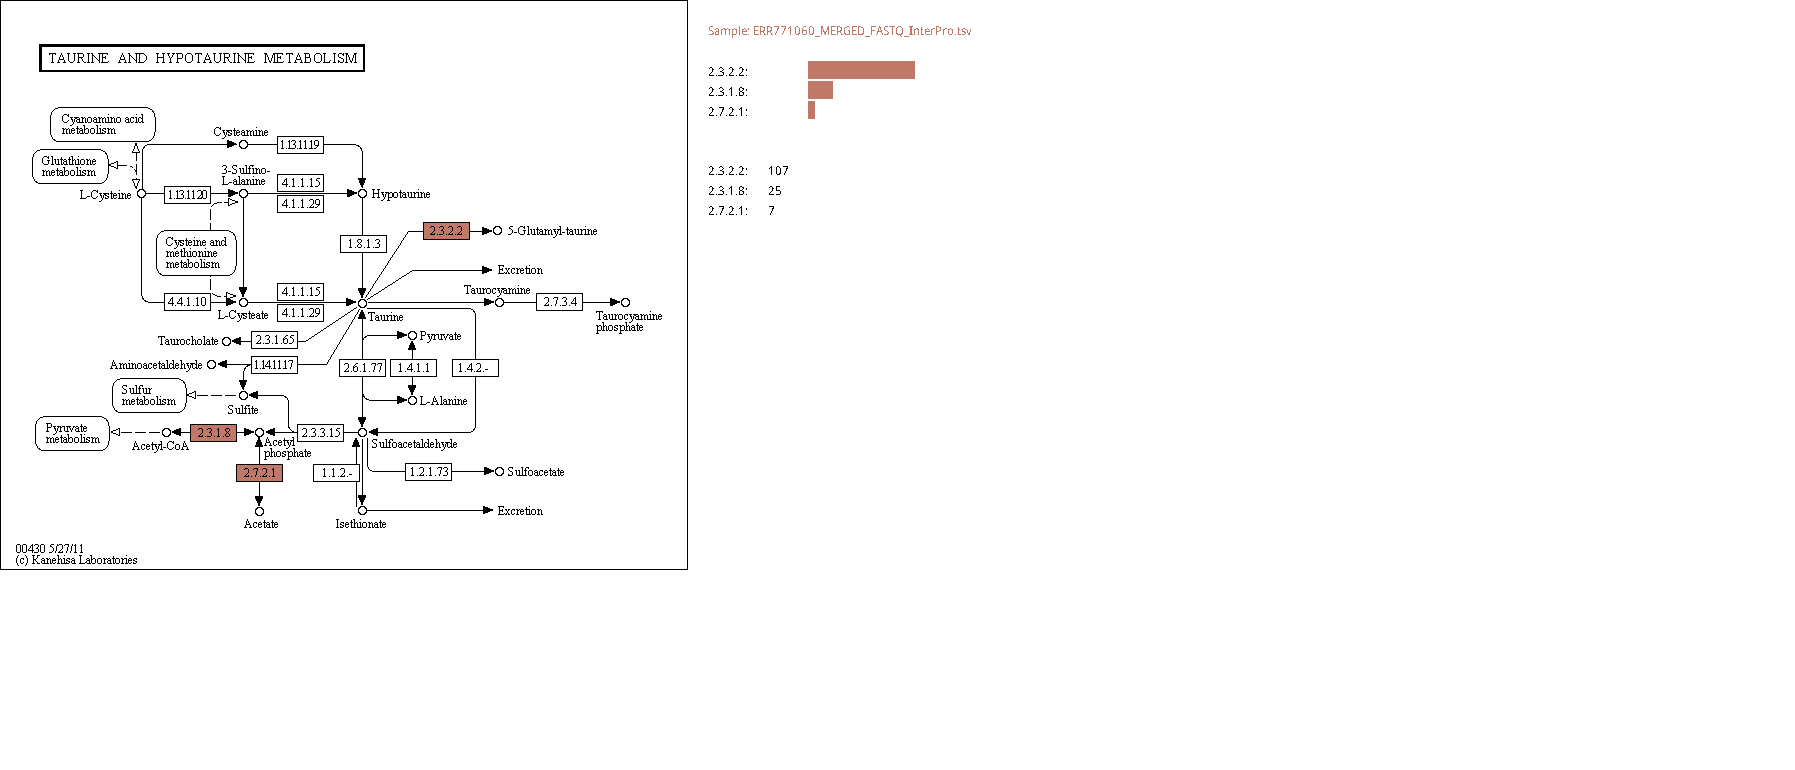 TAURINE AND HYPOTAURINE METABOLISM
Sample: ERR771060_MERGED_FASTQ_InterPro.tsv
2.3.2.2:
2.3.1.8:
2.7.2.1:
2.3.2.2: 107
2.3.1.8: 25
2.7.2.1: 7
Cyanoamino acid
metabolism
Glutathione
metabolism
Cysteamine
1.13.11.19
3-Sulfino-
L-alanine
L-Cysteine
1.13.11.20
4.1.1.15
4.1.1.29
Hypotaurine
Cysteine and
methionine
metabolism
1.8.1.3
2.3.2.2
5-Glutamyl-taurine
Excretion
4.4.1.10
L-Cysteate
4.1.1.15
4.1.1.29
Taurine
Taurocyamine
2.7.3.4
Taurocyamine
phosphate
Taurocholate
2.3.1.65
Pyruvate
Aminoacetaldehyde
1.14.11.17
2.6.1.77
1.4.1.1
1.4.2.-
Sulfur
metabolism
Sulfite
L-Alanine
Pyruvate
metabolism
Acetyl-CoA
2.3.1.8
Acetyl
phosphate
2.3.3.15
Sulfoacetaldehyde
2.7.2.1
1.1.2.-
1.2.1.73
Sulfoacetate
Acetate
Isethionate
Excretion
00430 5/27/11
(c) Kanehisa Laboratories